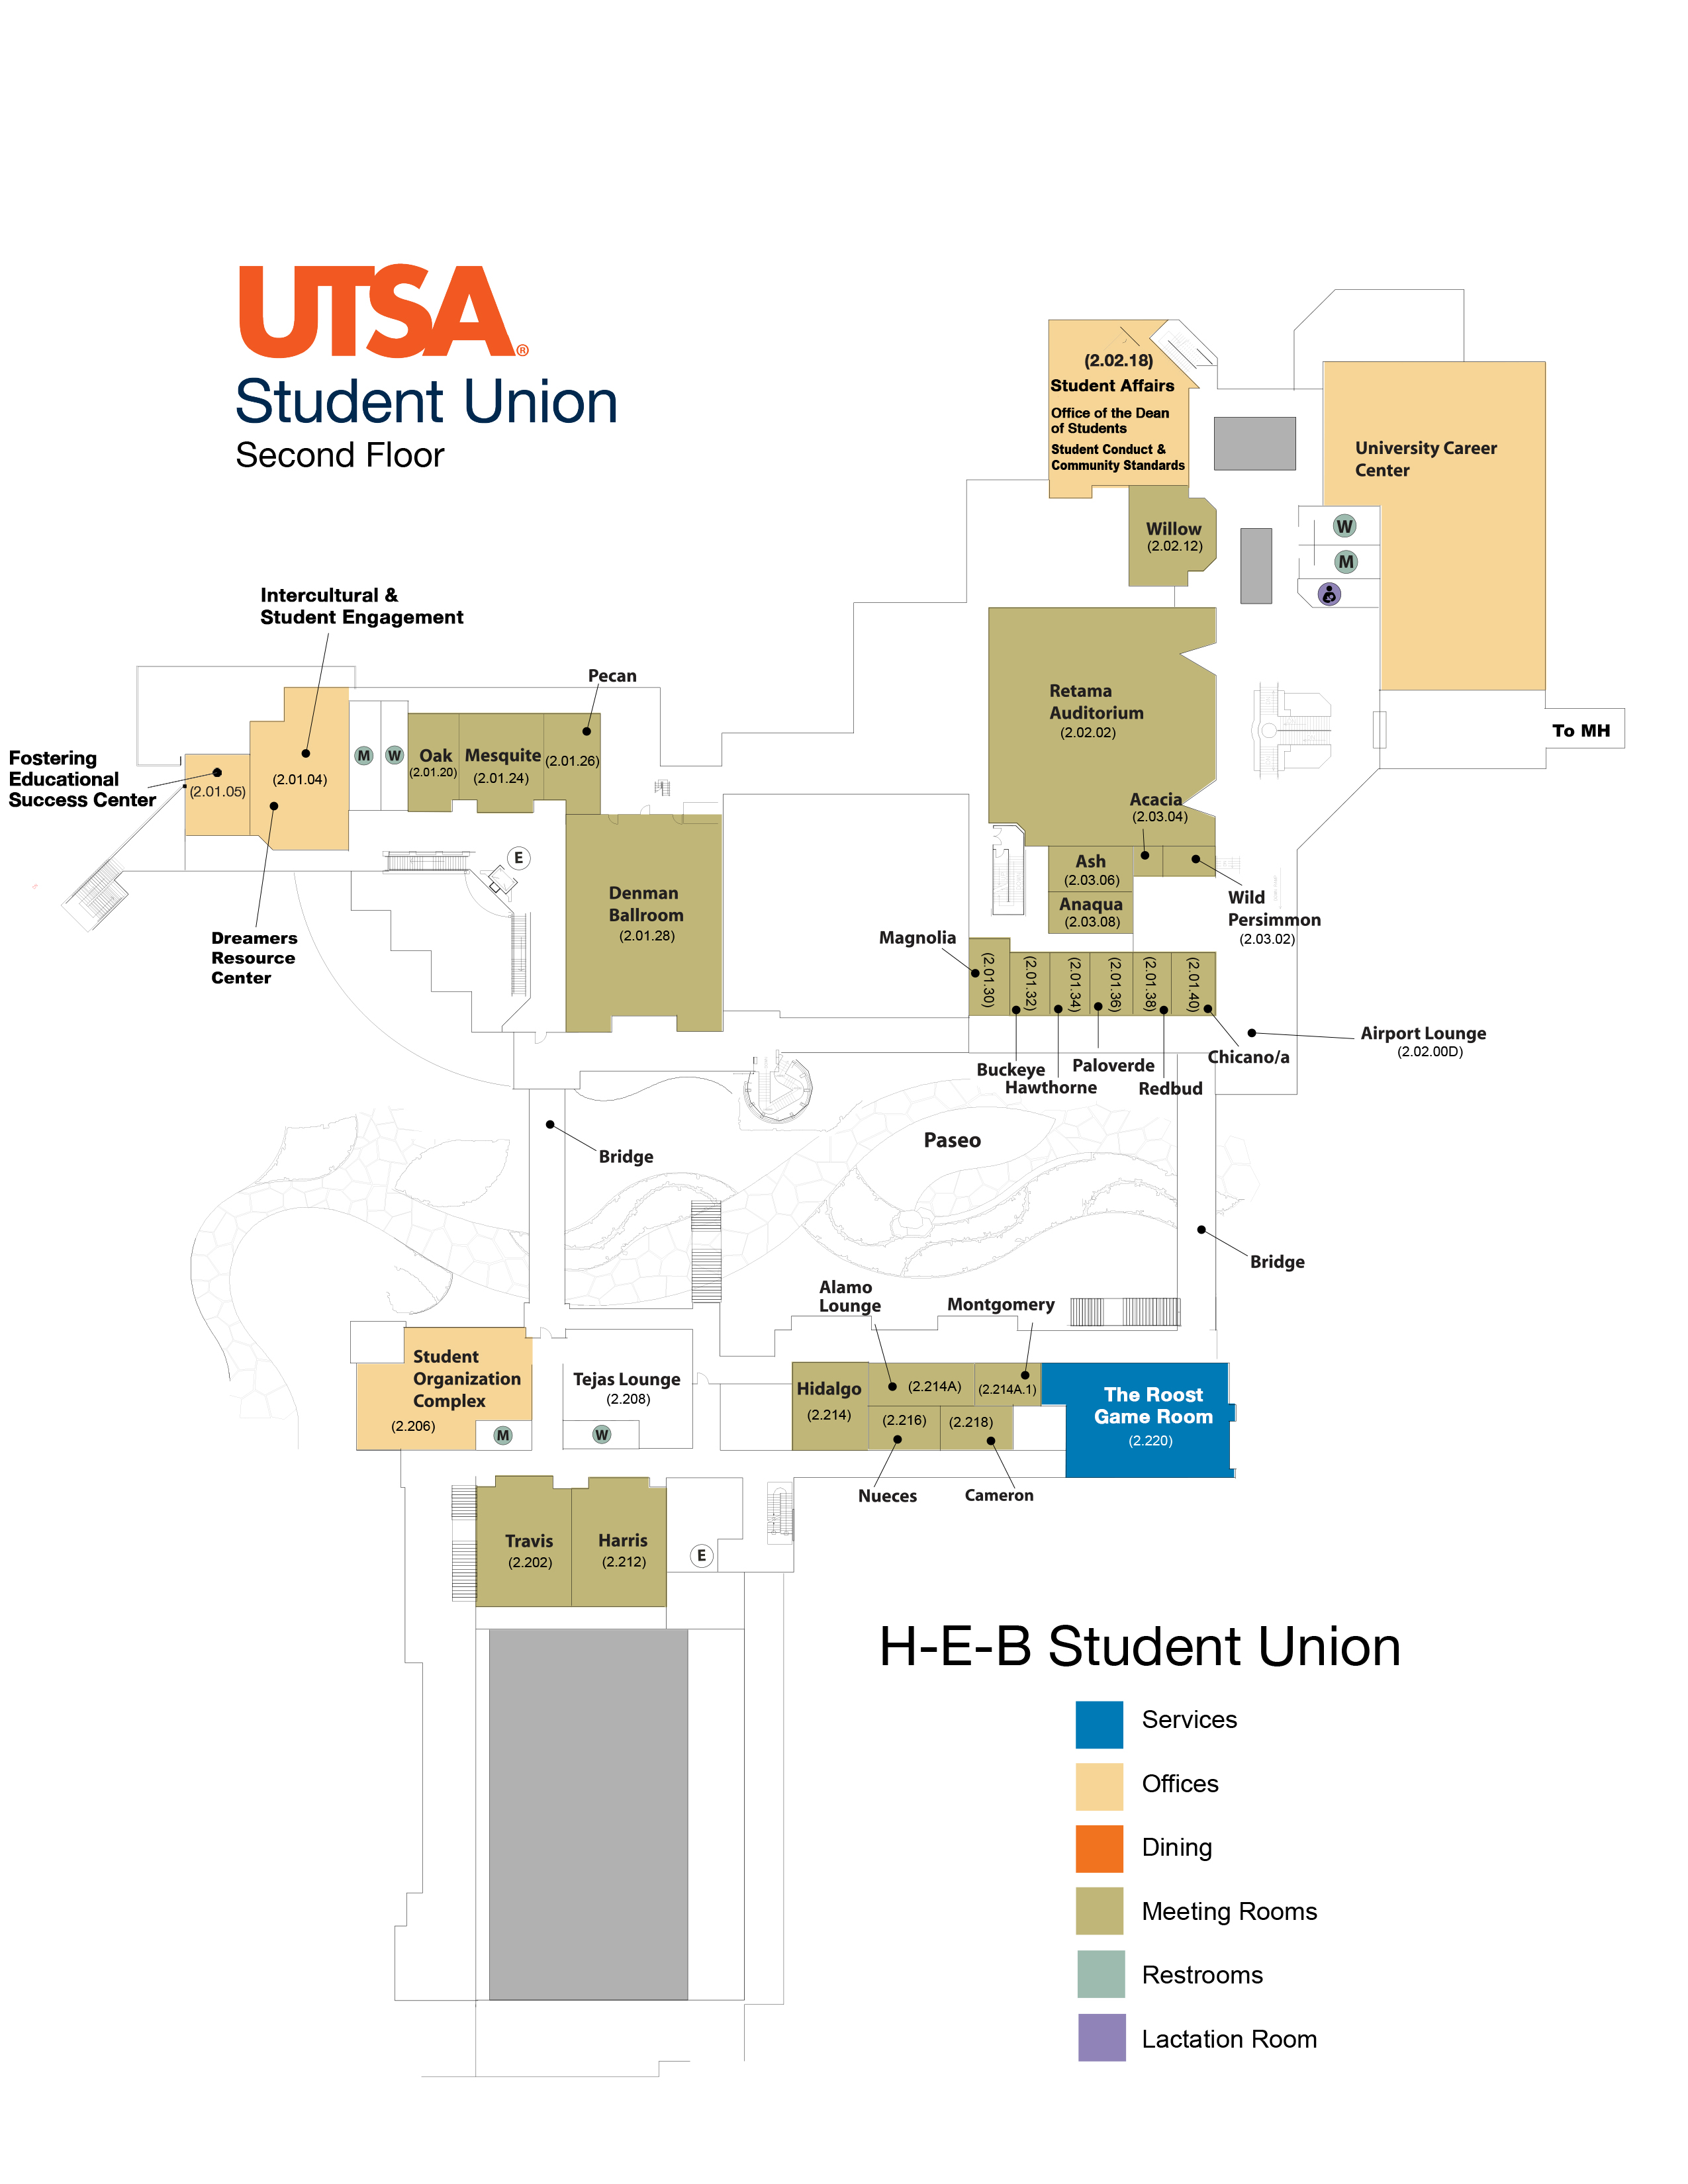 UTSA®
Student Union
Second Floor
(2.02.18)
Student Affairs
Office of the Dean
of Students
Student Conduct &
Community Standards
University Career
Center
Willow
(2.02.12)
W
M
Intercultural &
Student Engagement
Pecan
Retama
Auditorium
(2.02.02)
To MH
Fostering
Educational
Success Center
(2.01.05)
(2.01.04)
M
W
Oak
(2.01.20)
Mesquite
(2.01.24)
(2.01.26)
Acacia
(2.03.04)
E
Ash
(2.03.06)
Anaqua
(2.03.08)
Wild
Persimmon
(2.03.02)
Denman
Ballroom
(2.01.28)
Dreamers
Resource
Center
Magnolia
(2.01.30)
(2.01.32)
(2.01.34)
(2.01.36)
(2.01.38)
(2.01.40)
Airport Lounge
(2.02.00D)
Buckeye
Hawthorne
Paloverde
Redbud
Chicano/a
Paseo
Bridge
Bridge
Alamo
Lounge
Montgomery
Student
Organization
Complex
(2.206)
M
Tejas Lounge
(2.208)
W
Hidalgo
(2.214)
(2.214A)
(2.214A.1)
(2.216)
(2.218)
The Roost
Game Room
(2.220)
Nueces
Cameron
Travis
(2.202)
Harris
(2.212)
E
H-E-B Student Union
Services
Offices
Dining
Meeting Rooms
Restrooms
Lactation Room